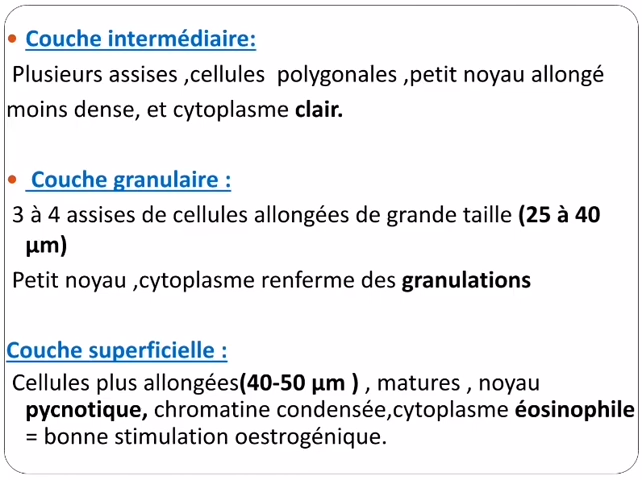 • Couche intermédiaire:
Plusieurs assises ,cellules polygonales ,petit noyau allongé
moins dense, et cytoplasme clair.
• Couche granulaire :
3 à 4 assises de cellules allongées de grande taille (25 à 40
µm)
Petit noyau ,cytoplasme renferme des granulations
Couche superficielle :
Cellules plus allongées(40-50 µm ) , matures , noyau
pycnotique, chromatine condensée,cytoplasme éosinophile
= bonne stimulation oestrogénique.